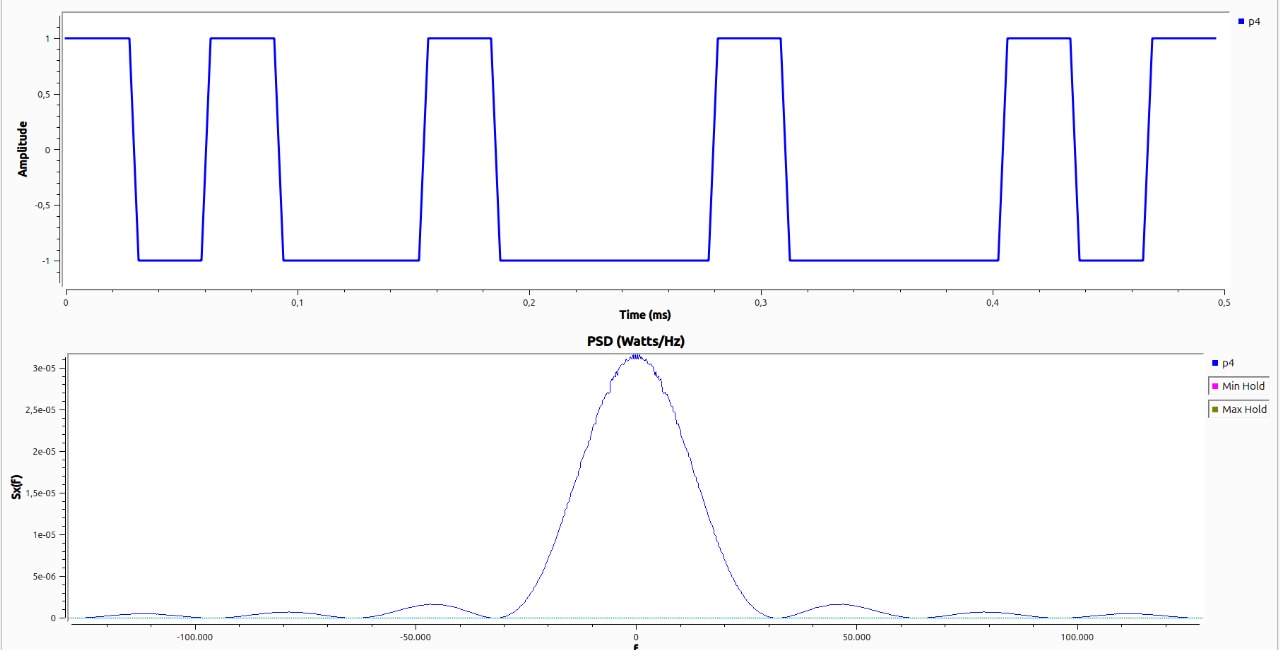 p4
1
0,5
0
-0,5
-1
Amplitude
0
0,1
0,2
0,3
0,4
0,5
Time (ms)
PSD (Watts/Hz)
p4
Min Hold
Max Hold
3e-05
2,5e-05
2e-05
1,5e-05
1e-05
5e-06
0
Sx(f)
-100.000
-50.000
0
50.000
100.000